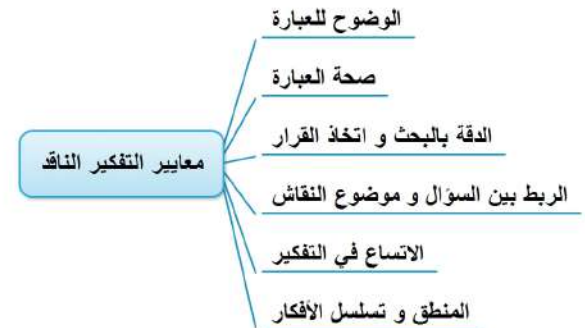 معايير التفكير الناقد
الوضوح للعبارة
صحة العبارة
الدقة بالبحث و اتخاذ القرار
الربط بين السؤال و موضوع النقاش
الاتساع في التفكير
المنطق و تسلسل الأفكار